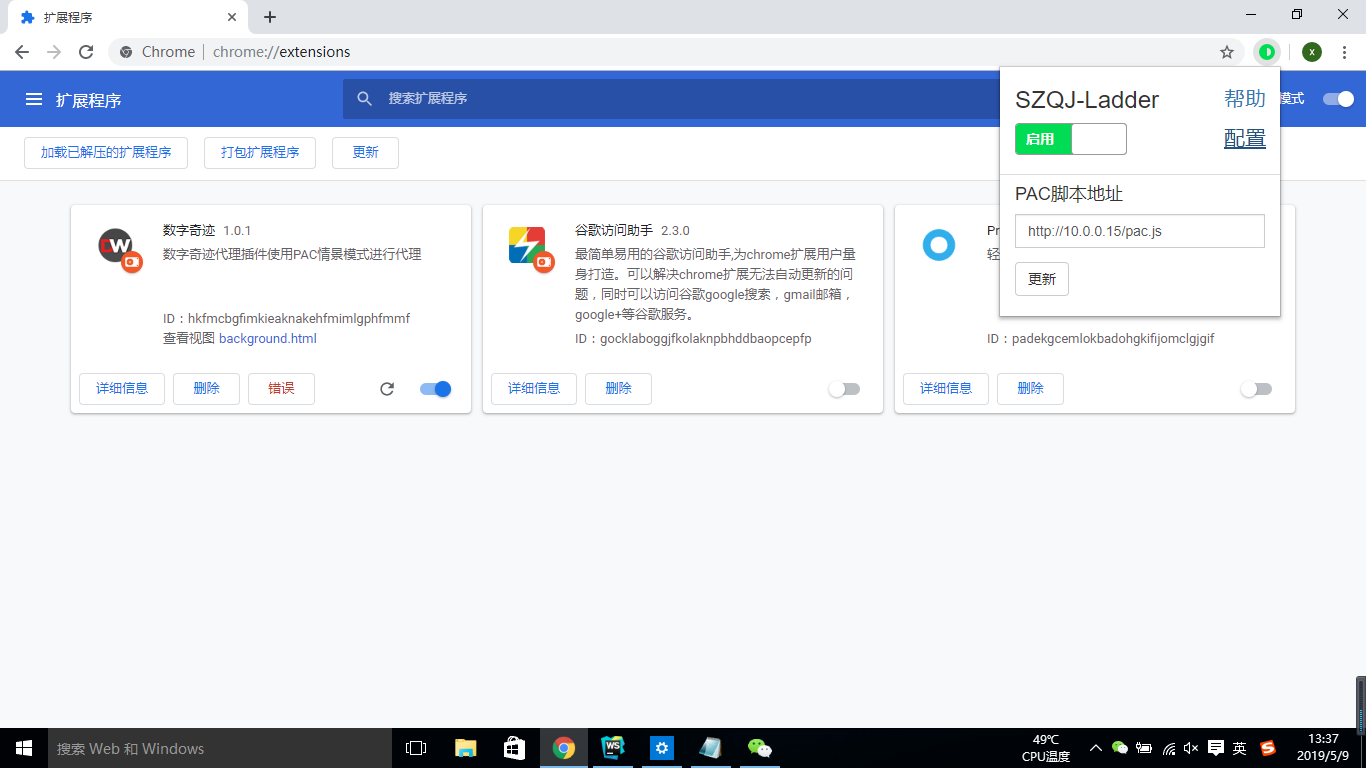 扩展程序
Chrome
chrome://extensions
x
扩展程序
搜索扩展程序
模式
SZQJ-Ladder
帮助
启用
配置
PAC脚本地址
http://10.0.0.15/pac.js
更新
加载已解压的扩展程序
打包扩展程序
更新
数字奇迹 1.0.1
数字奇迹代理插件使用PAC情景模式进行代理
ID：hkfmcbgfimkieaknakehfmimlgphfmmf
查看视图 background.html
详细信息
删除
错误
谷歌访问助手 2.3.0
最简单易用的谷歌访问助手,为chrome扩展用户量
身打造。可以解决chrome扩展无法自动更新的问
题，同时可以访问谷歌google搜索，gmail邮箱，
google+等谷歌服务。
ID：gocklaboggjfkolaknpbhddbaopcepfp
详细信息
删除
Pr
轻
ID：padekgcemlokbadohgkifijomclgjgif
详细信息
删除
搜索 Web 和 Windows
WS
49℃
CPU温度
英
13:37
2019/5/9